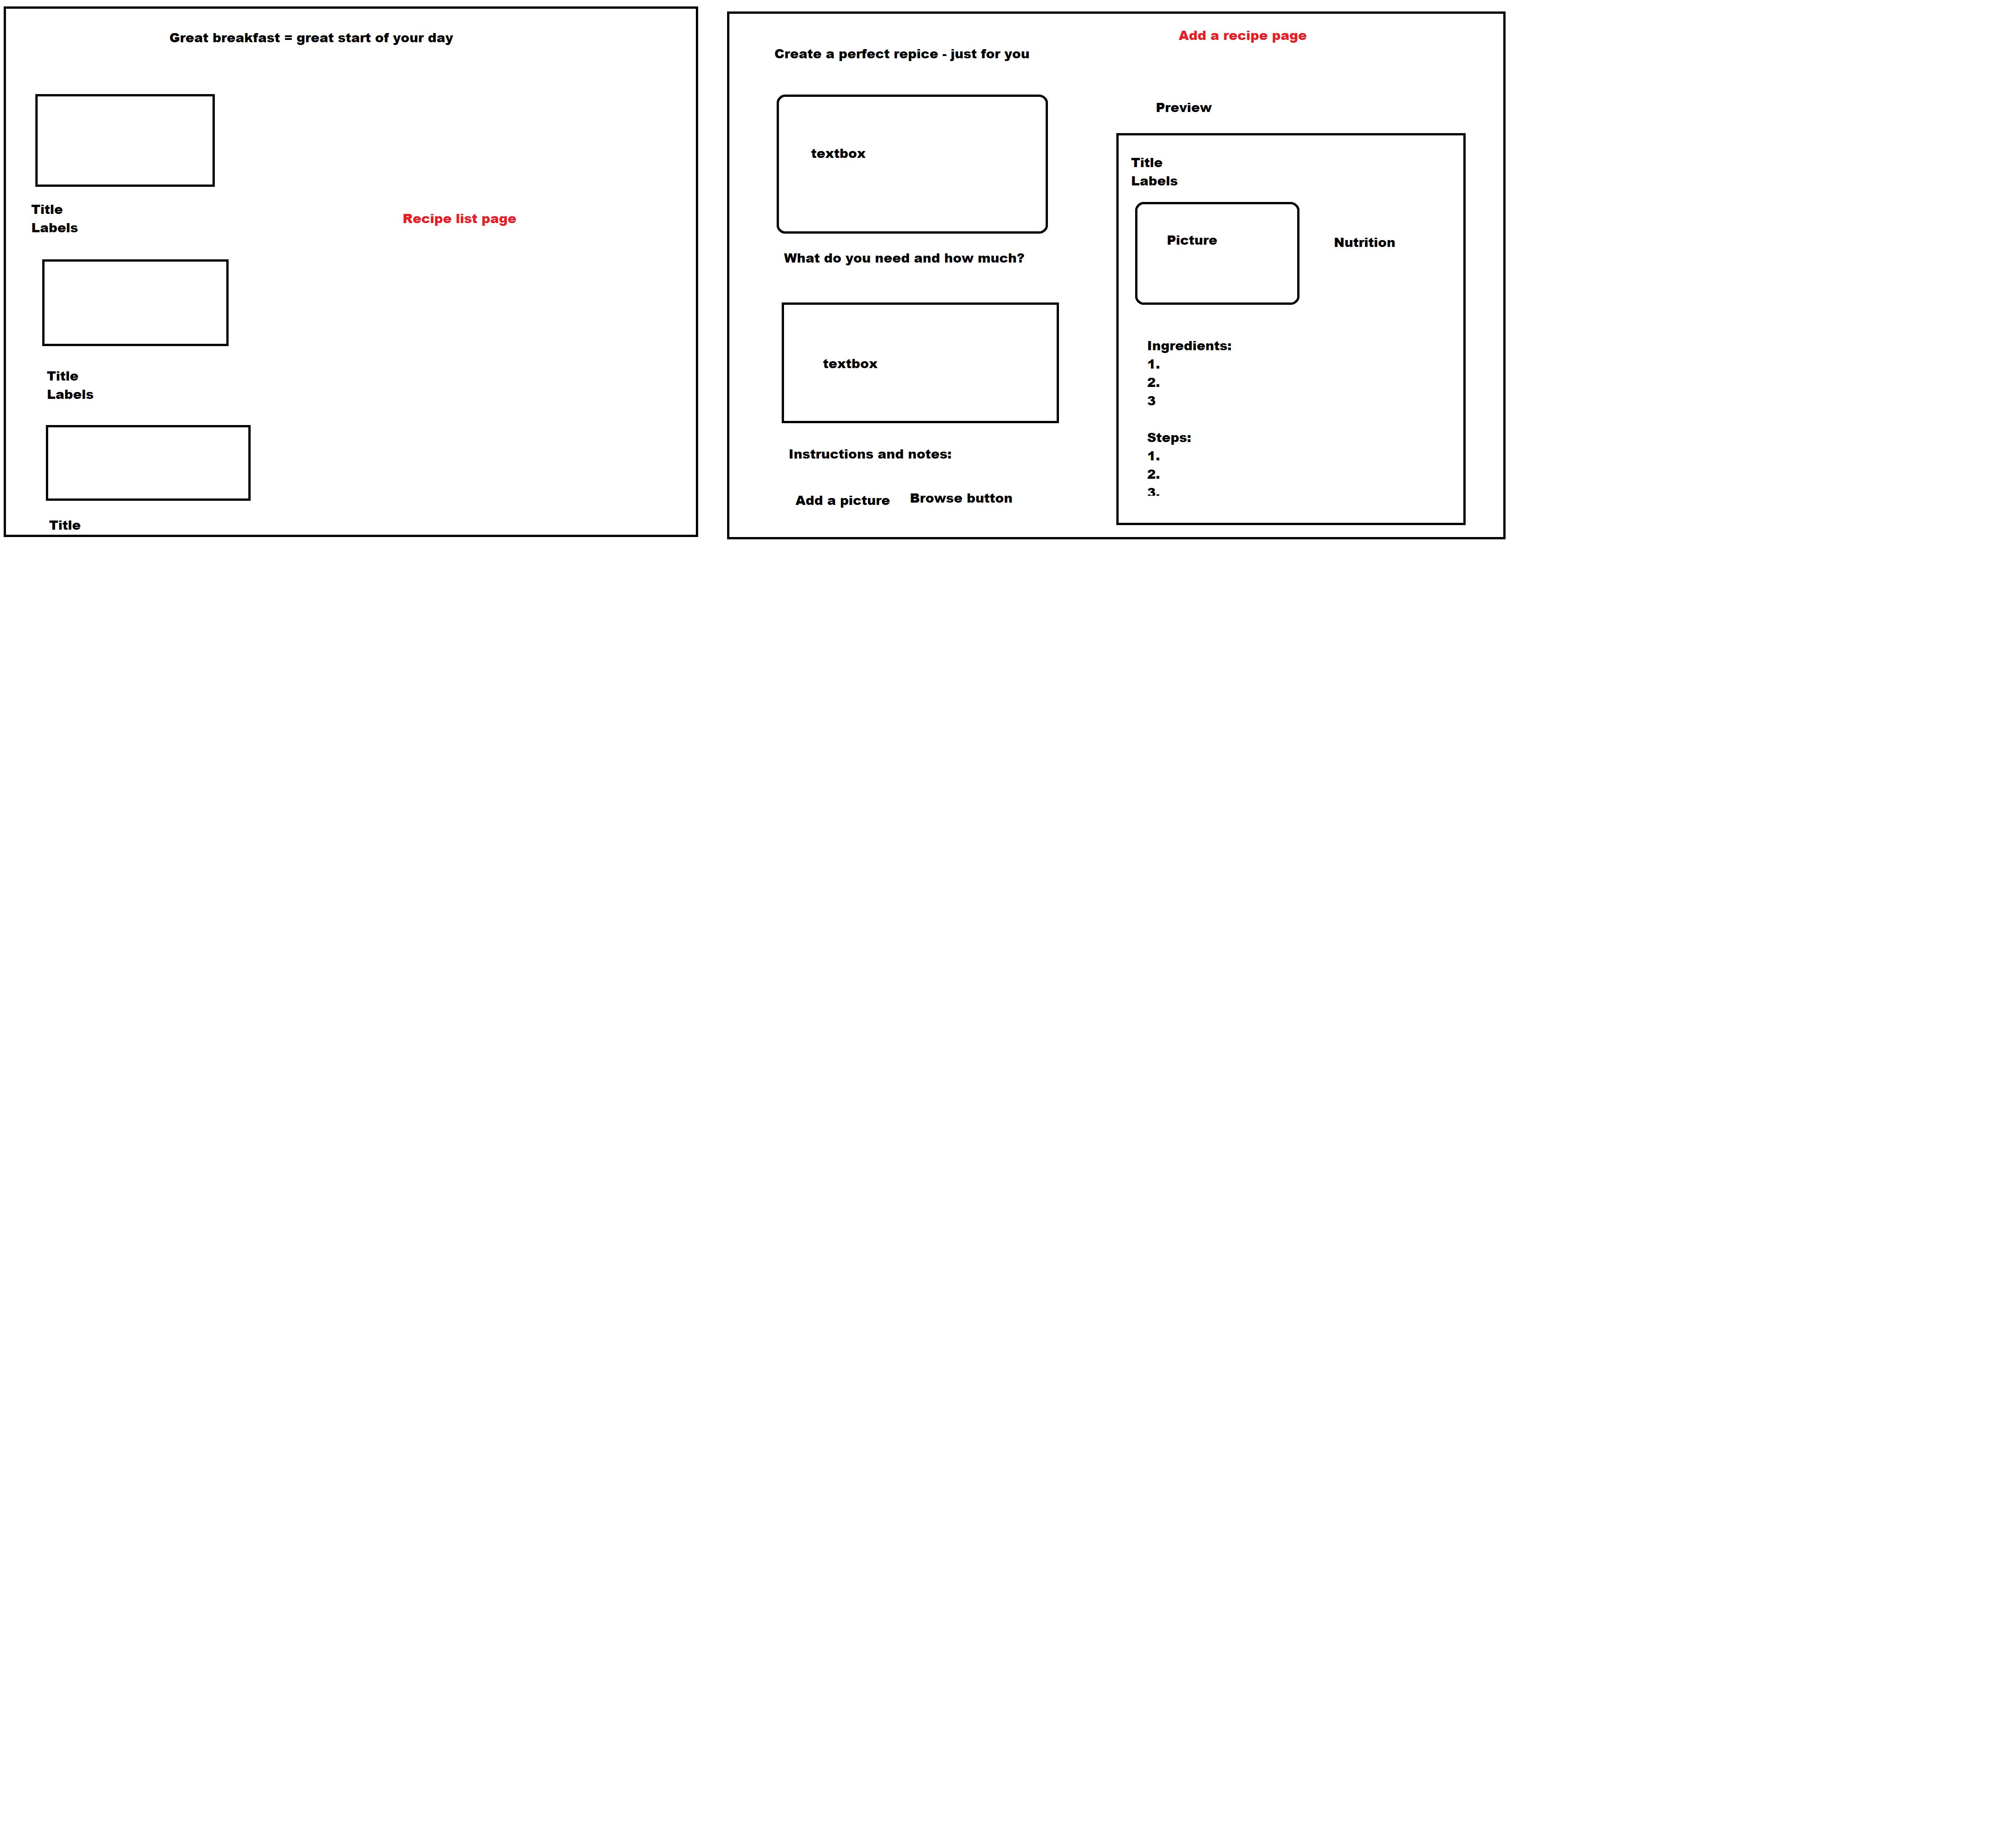 Great breakfast = great start of your day
Title
Labels
Recipe list page
Title
Labels
Title
Add a recipe page
Create a perfect repice - just for you
textbox
What do you need and how much?
textbox
Instructions and notes:
Add a picture
Browse button
Preview
Title
Labels
Picture
Nutrition
Ingredients:
1.
2.
3
Steps:
1.
2.
3.